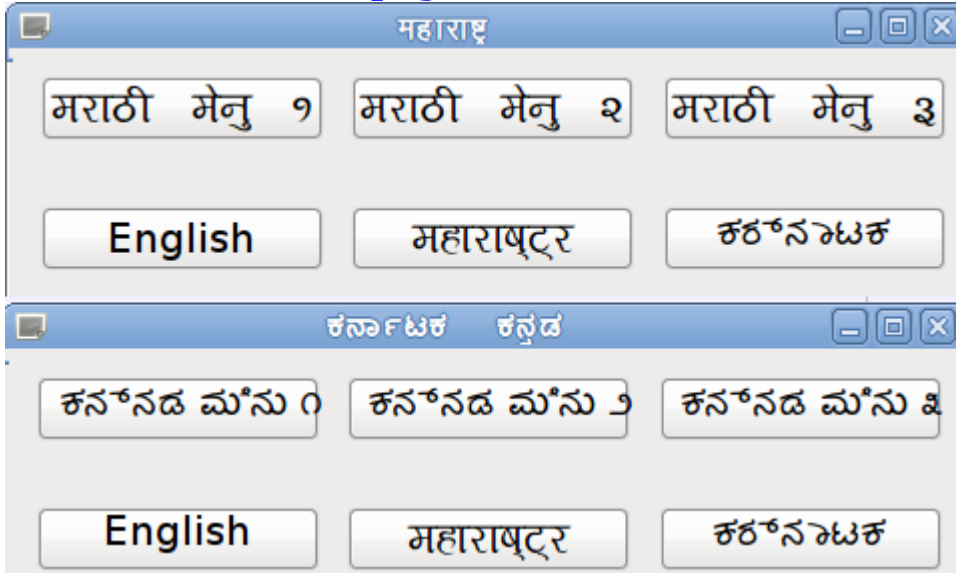 महाराष्ट्र
मराठी मेनु १ मराठी मेनु २ मराठी मेनु ३
English महाराष्‌ट्‌र ಕರ್‌ನಾಟಕ
ಕರ್ನಾಟಕ ಕನ್ನಡ
ಕನ್‌ನಡ ಮೆನು ೧ ಕನ್‌ನಡ ಮೆನು ೨ ಕನ್‌ನಡ ಮೆನು ೩
English महाराष्‌ट्‌र ಕರ್‌ನಾಟಕ